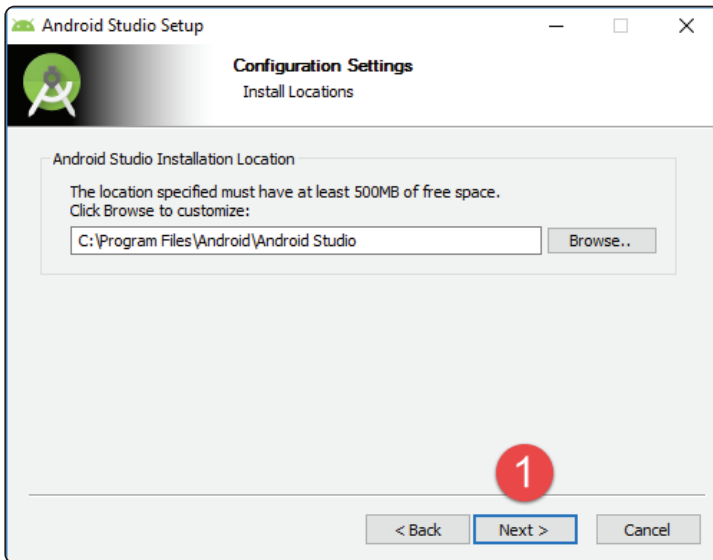 Android Studio Setup
Configuration Settings
Install Locations
Android Studio Installation Location
The location specified must have at least 500MB of free space.
Click Browse to customize:
C:\Program Files\Android\Android Studio
Browse..
1
< Back
Next >
Cancel